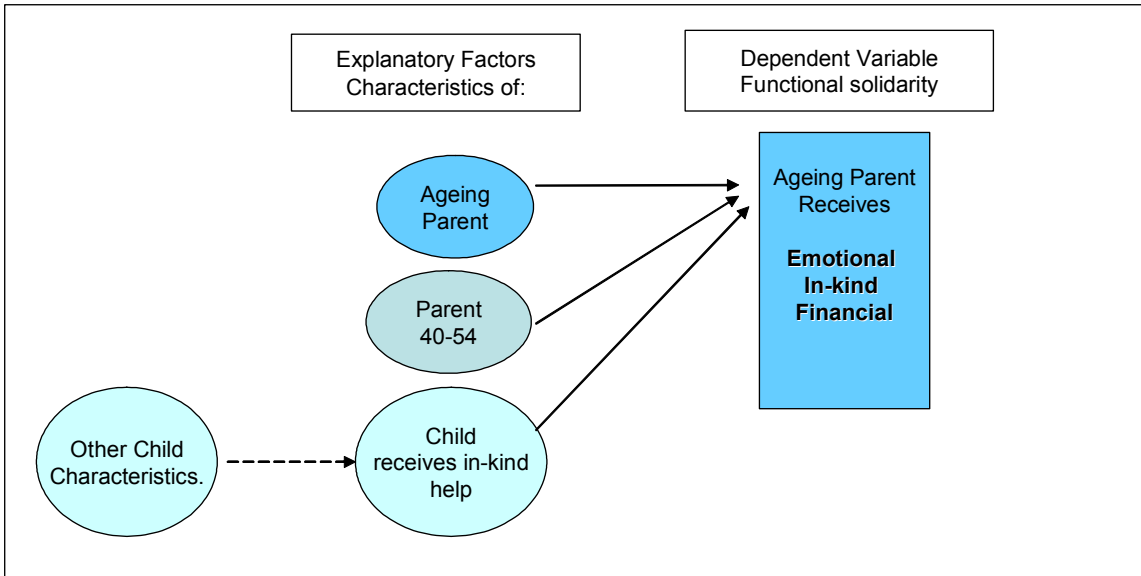 Explanatory Factors
Characteristics of:
Dependent Variable
Functional solidarity
Ageing
Parent
Ageing Parent
Receives
Emotional
In-kind
Financial
Parent
40-54
Other Child
Characteristics.
Child
receives in-kind
help